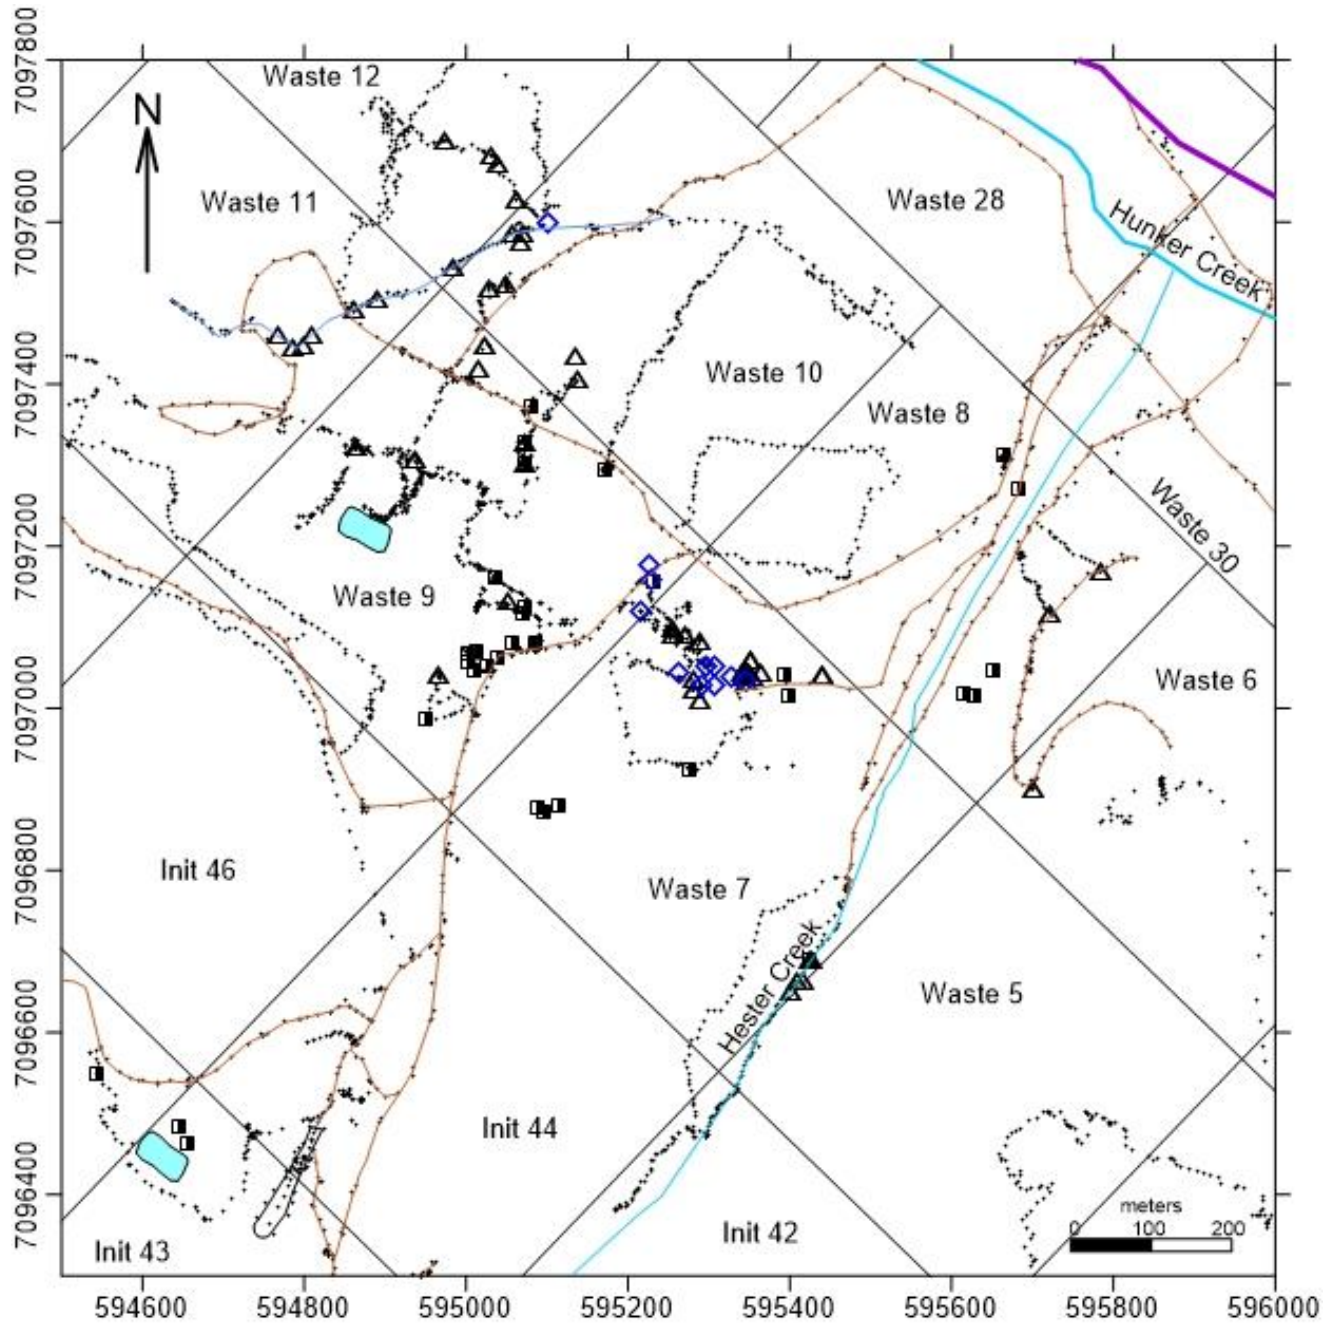 7097800
Waste 12
N
Waste 11
7097600
Waste 28
Hunker Creek
7097400
Waste 10
Waste 8
Waste 30
7097200
Waste 9
Waste 6
7097000
7096800
Init 46
Waste 7
Hester Creek
Waste 5
7096600
Init 44
7096400
Init 43
Init 42
meters
0 100 200
594600 594800 595000 595200 595400 595600 595800 596000